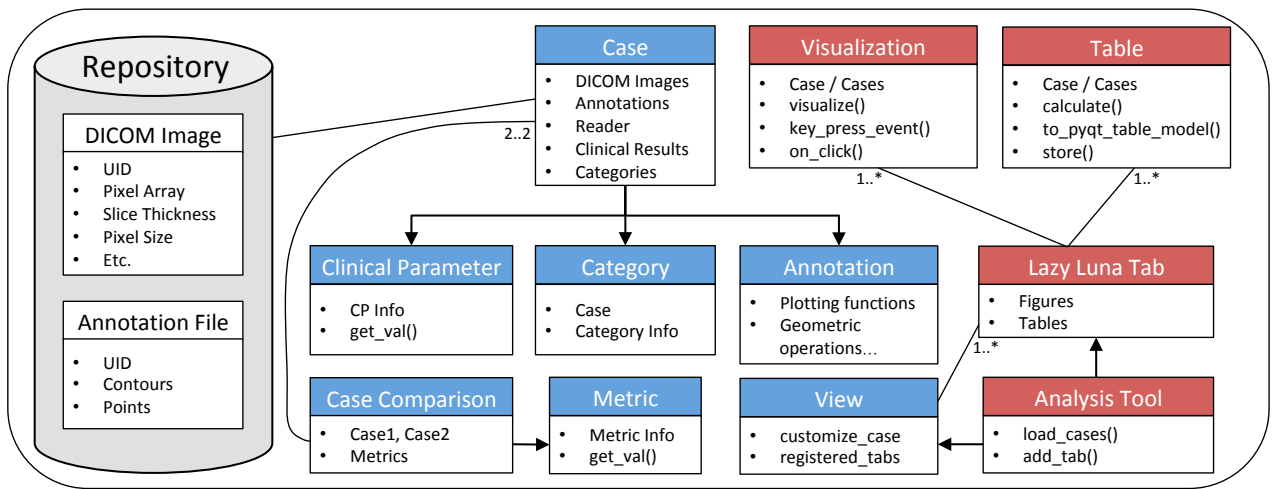 Repository
DICOM Image
• UID
• Pixel Array
• Slice Thickness
• Pixel Size
• Etc.
Annotation File
• UID
• Contours
• Points
Case
• DICOM Images
• Annotations
• Reader
• Clinical Results
• Categories
2..2
Visualization
• Case / Cases
• visualize()
• key_press_event()
• on_click()
1..*
Table
• Case / Cases
• calculate()
• to_pyqt_table_model()
• store()
1..*
Clinical Parameter
• CP Info
• get_val()
Category
• Case
• Category Info
Annotation
• Plotting functions
• Geometric
operations…
Lazy Luna Tab
• Figures
• Tables
1..*
Case Comparison
• Case1, Case2
• Metrics
Metric
• Metric Info
• get_val()
View
• customize_case
• registered_tabs
Analysis Tool
• load_cases()
• add_tab()